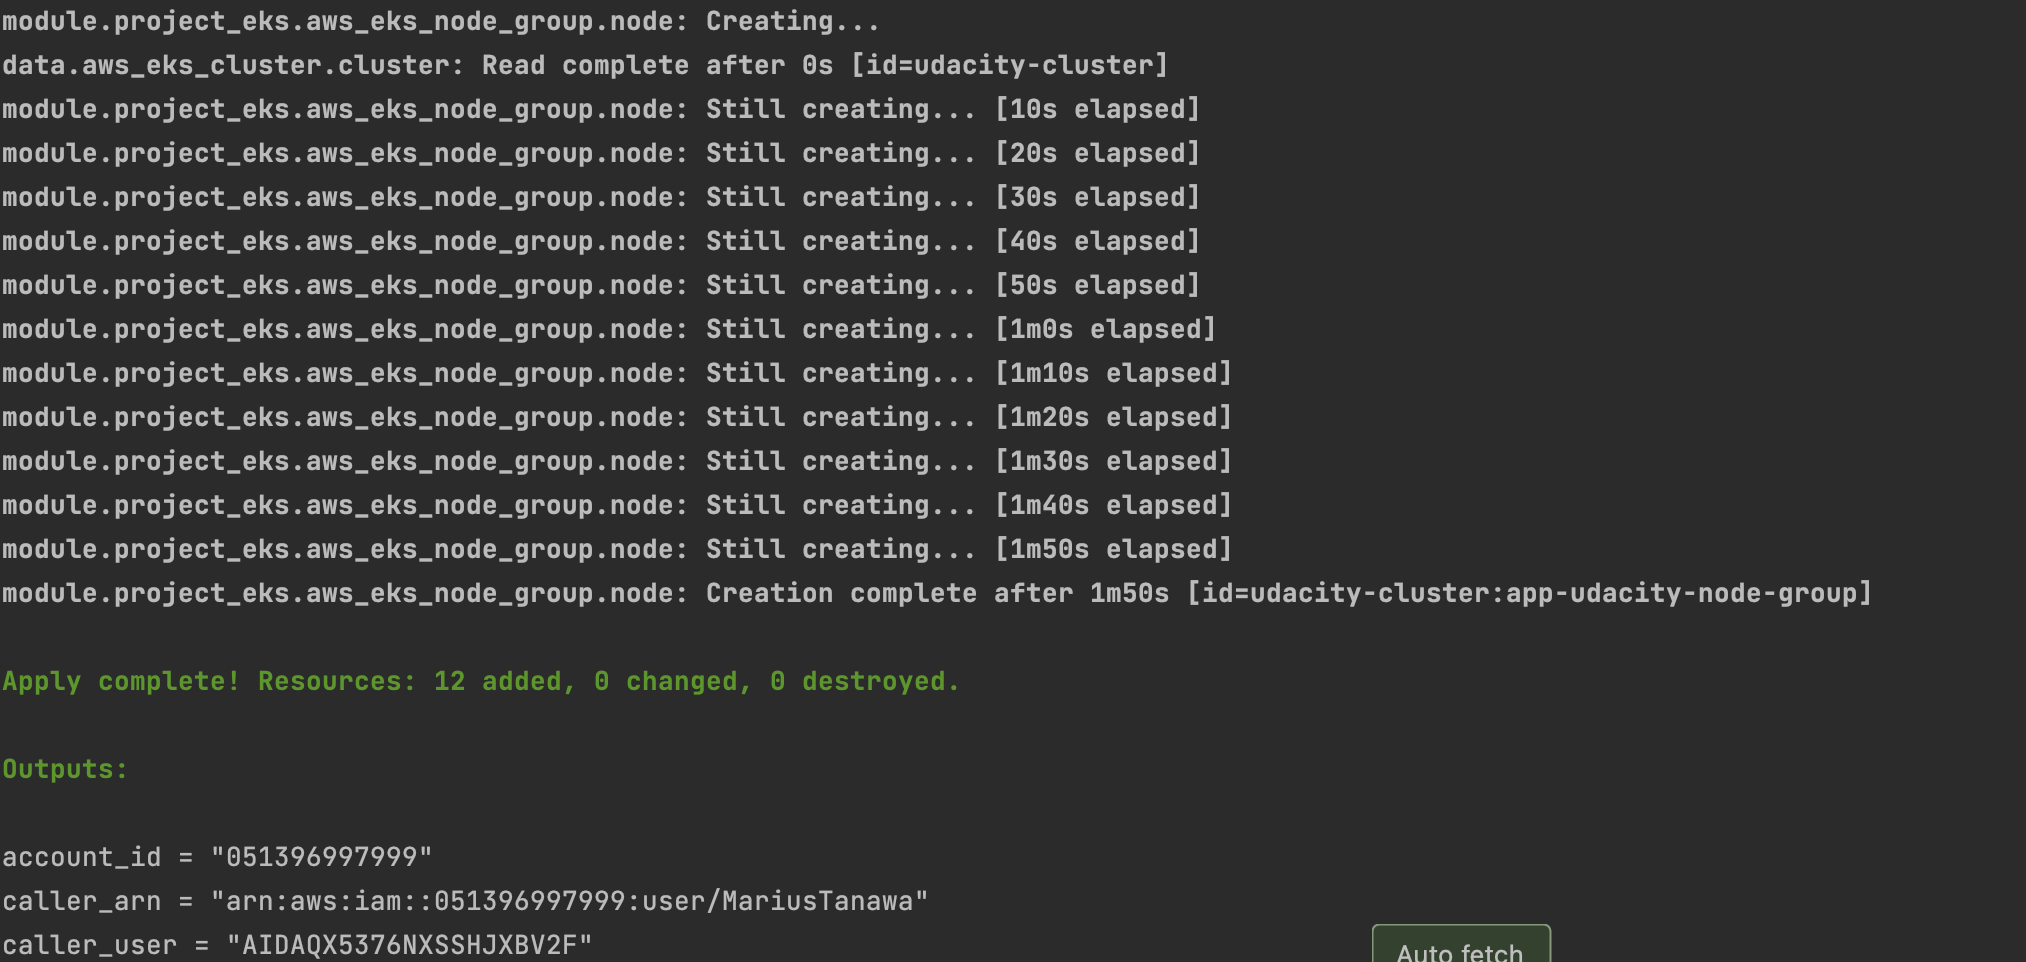 module.project_eks.aws_eks_node_group.node: Creating...
data.aws_eks_cluster.cluster: Read complete after 0s [id=udacity-cluster]
module.project_eks.aws_eks_node_group.node: Still creating... [10s elapsed]
module.project_eks.aws_eks_node_group.node: Still creating... [20s elapsed]
module.project_eks.aws_eks_node_group.node: Still creating... [30s elapsed]
module.project_eks.aws_eks_node_group.node: Still creating... [40s elapsed]
module.project_eks.aws_eks_node_group.node: Still creating... [50s elapsed]
module.project_eks.aws_eks_node_group.node: Still creating... [1m0s elapsed]
module.project_eks.aws_eks_node_group.node: Still creating... [1m10s elapsed]
module.project_eks.aws_eks_node_group.node: Still creating... [1m20s elapsed]
module.project_eks.aws_eks_node_group.node: Still creating... [1m30s elapsed]
module.project_eks.aws_eks_node_group.node: Still creating... [1m40s elapsed]
module.project_eks.aws_eks_node_group.node: Still creating... [1m50s elapsed]
module.project_eks.aws_eks_node_group.node: Creation complete after 1m50s [id=udacity-cluster:app-udacity-node-group]
Apply complete! Resources: 12 added, 0 changed, 0 destroyed.
Outputs:
account_id = "051396997999"
caller_arn = "arn:aws:iam::051396997999:user/MariusTanawa"
caller_user = "AIDAQX5376NXSSHJXBV2F"
Auto fetch